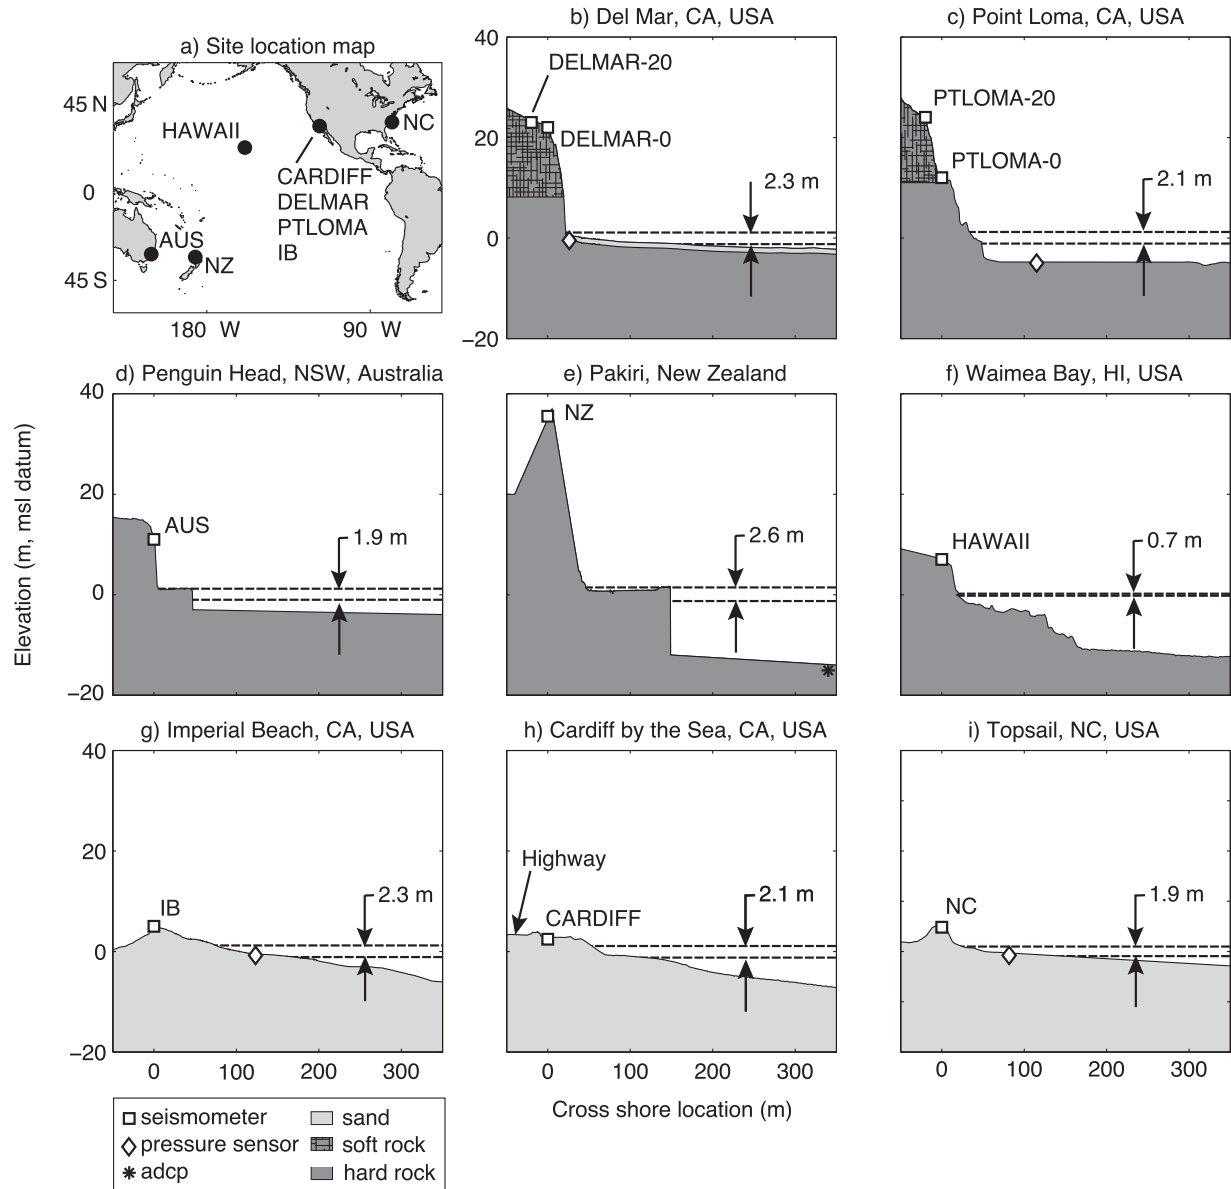 a) Site location map
45 N
0
45 S
180 W
90 W
HAWAII
NC
CARDIFF
DELMAR
PTLOMA
IB
AUS
NZ
b) Del Mar, CA, USA
40
20
0
−20
DELMAR-20
DELMAR-0
2.3 m
c) Point Loma, CA, USA
PTLOMA-20
PTLOMA-0
2.1 m
Elevation (m, msl datum)
d) Penguin Head, NSW, Australia
40
20
0
−20
AUS
1.9 m
e) Pakiri, New Zealand
NZ
2.6 m
f) Waimea Bay, HI, USA
HAWAII
0.7 m
g) Imperial Beach, CA, USA
40
20
0
−20
IB
2.3 m
0 100 200 300
h) Cardiff by the Sea, CA, USA
Highway
CARDIFF
2.1 m
0 100 200 300
i) Topsail, NC, USA
NC
1.9 m
0 100 200 300
Cross shore location (m)
seismometer
pressure sensor
adcp
sand
soft rock
hard rock